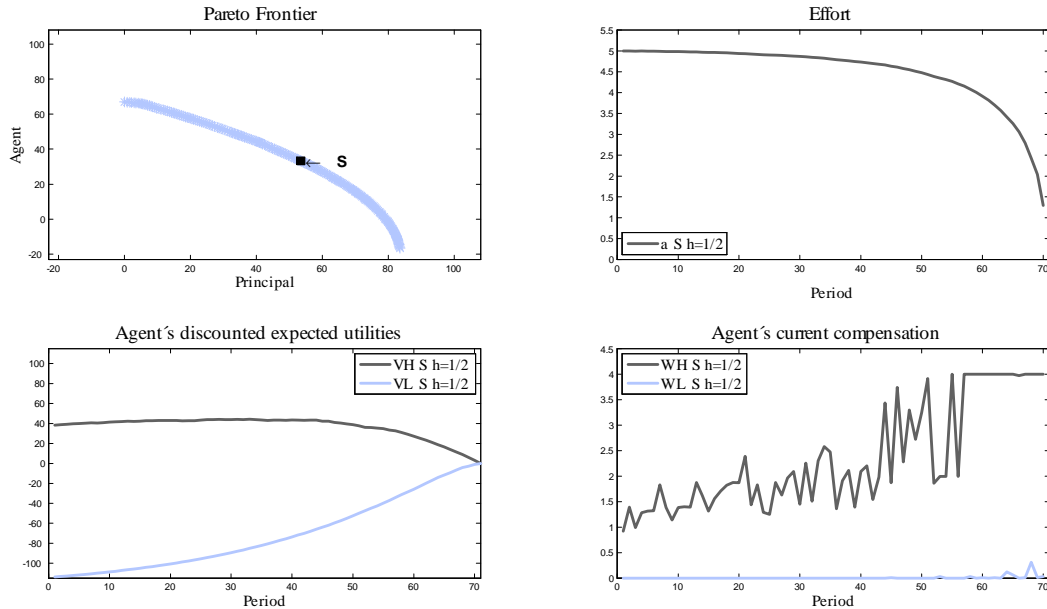 Pareto Frontier
100
80
60
40
20
0
-20
Agent
S
-20 0 20 40 60 80 100
Principal
Effort
5.5
5
4.5
4
3.5
3
2.5
2
1.5
1
0.5
0
a S h=1/2
0 10 20 30 40 50 60 70
Period
Agent´s discounted expected utilities
100
80
60
40
20
0
-20
-40
-60
-80
-100
VH S h=1/2
VL S h=1/2
0 10 20 30 40 50 60 70
Period
Agent´s current compensation
4.5
4
3.5
3
2.5
2
1.5
1
0.5
0
WH S h=1/2
WL S h=1/2
0 10 20 30 40 50 60 70
Period